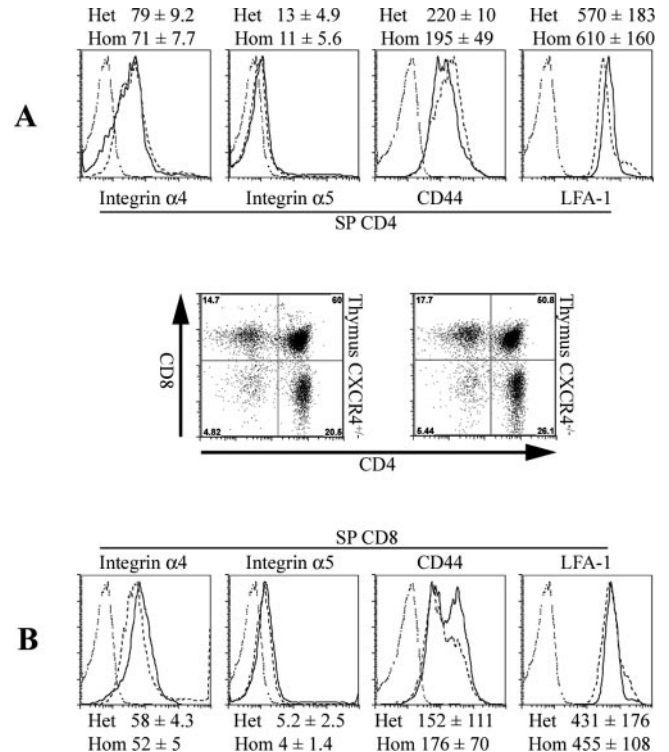 Het 79 ± 9.2
Hom 71 ± 7.7
Het 13 ± 4.9
Hom 11 ± 5.6
Het 220 ± 10
Hom 195 ± 49
Het 570 ± 183
Hom 610 ± 160
A
Integrin α4
Integrin α5
CD44
LFA-1
SP CD4
14.7
60
4.82
20.5
Thymus CXCR4+/-
17.7
50.8
5.44
26.1
Thymus CXCR4-/-
CD8
CD4
SP CD8
Integrin α4
Integrin α5
CD44
LFA-1
B
Het 58 ± 4.3
Hom 52 ± 5
Het 5.2 ± 2.5
Hom 4 ± 1.4
Het 152 ± 111
Hom 176 ± 70
Het 431 ± 176
Hom 455 ± 108